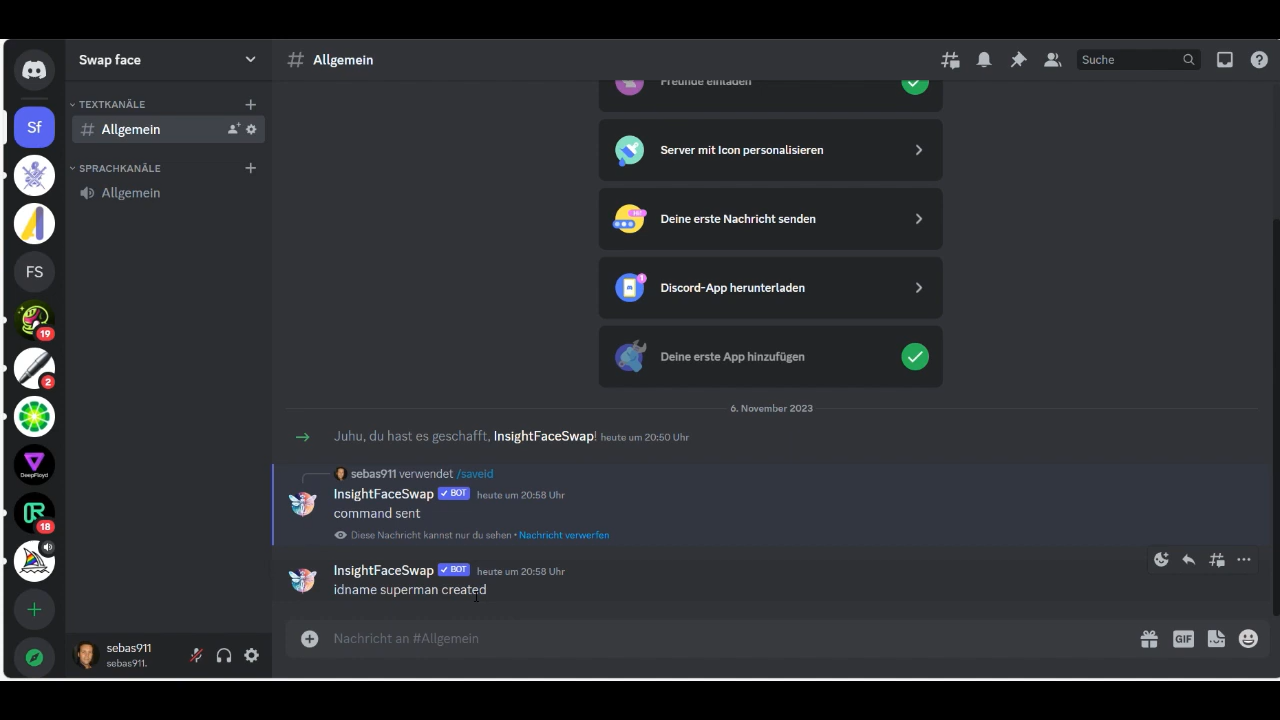 Swap face
Allgemein
Suche
TEXTKANÄLE
Allgemein
SPRACHKANÄLE
Allgemein
Sf
FS
19
2
DeepFloyd
18
Freunde einladen
Server mit Icon personalisieren
Deine erste Nachricht senden
Discord-App herunterladen
Deine erste App hinzufügen
6. November 2023
Juhu, du hast es geschafft, InsightFaceSwap! heute um 20:50 Uhr
sebas911 verwendet /saveid
InsightFaceSwap ✓ BOT heute um 20:58 Uhr
command sent
Diese Nachricht kannst nur du sehen • Nachricht verwerfen
InsightFaceSwap ✓ BOT heute um 20:58 Uhr
idname superman created
Nachricht an #Allgemein
GIF
sebas911
sebas911.